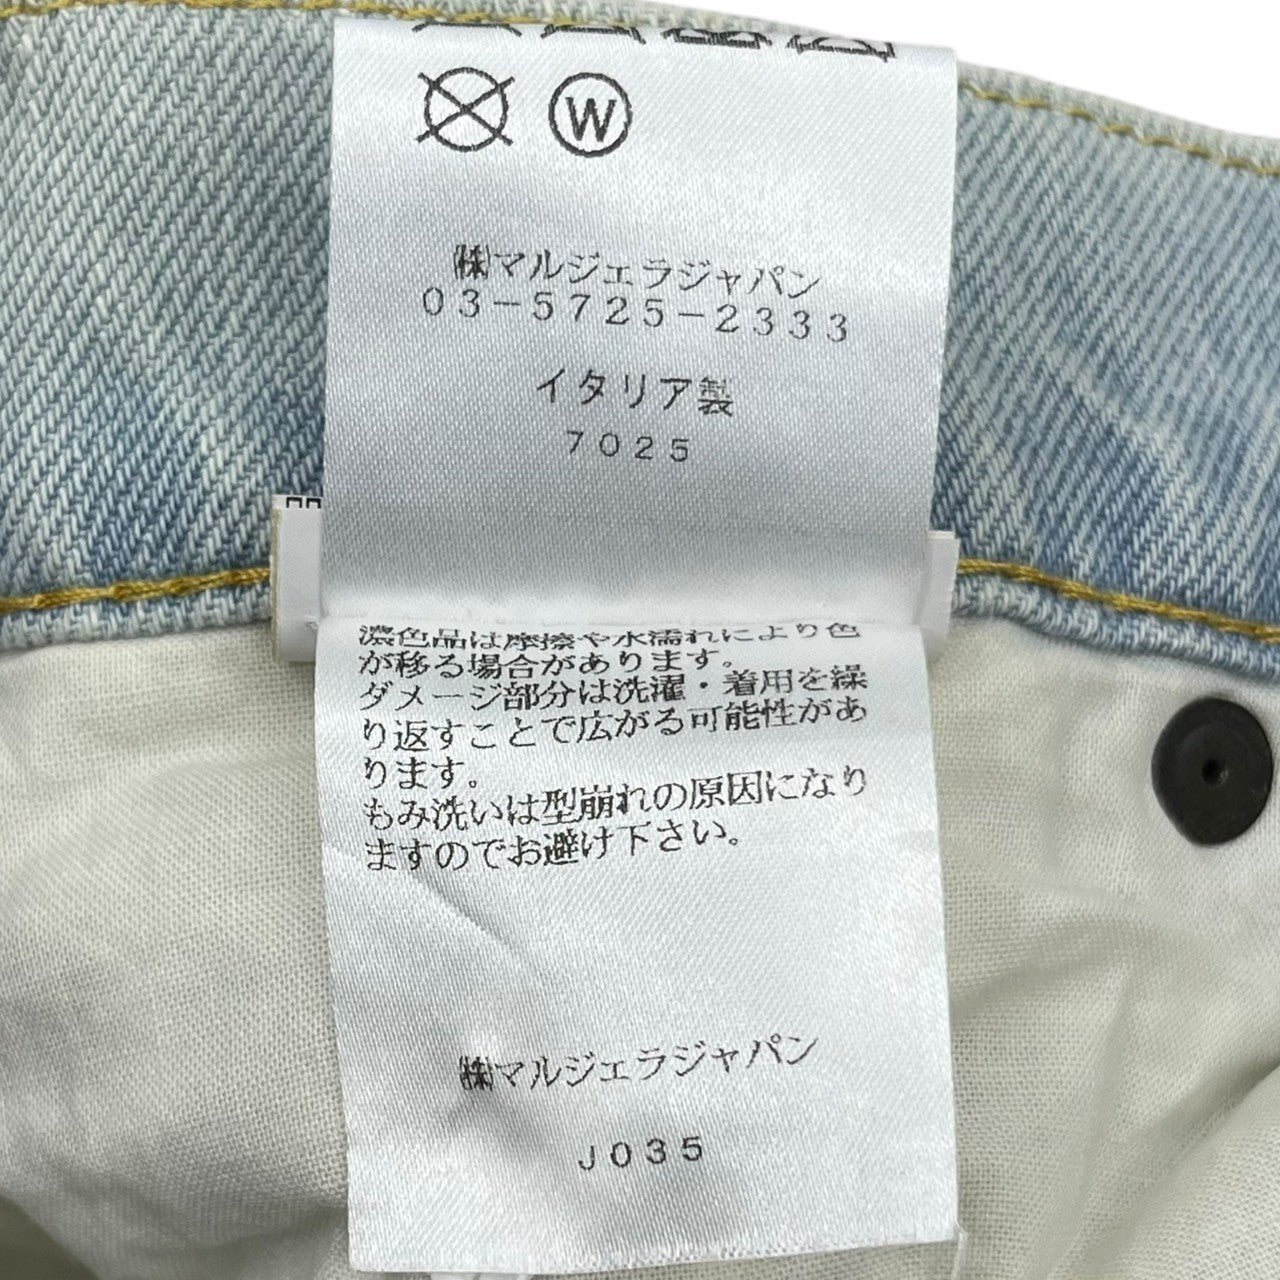 W
㈱マルジェラジャパン
03-5725-2333
イタリア製
7025
濃色品は摩擦や水濡れにより色
が移る場合があります。
ダメージ部分は洗濯・着用を繰
り返すことで広がる可能性があ
ります。
もみ洗いは型崩れの原因になり
ますのでお避け下さい。
㈱マルジェラジャパン
J035